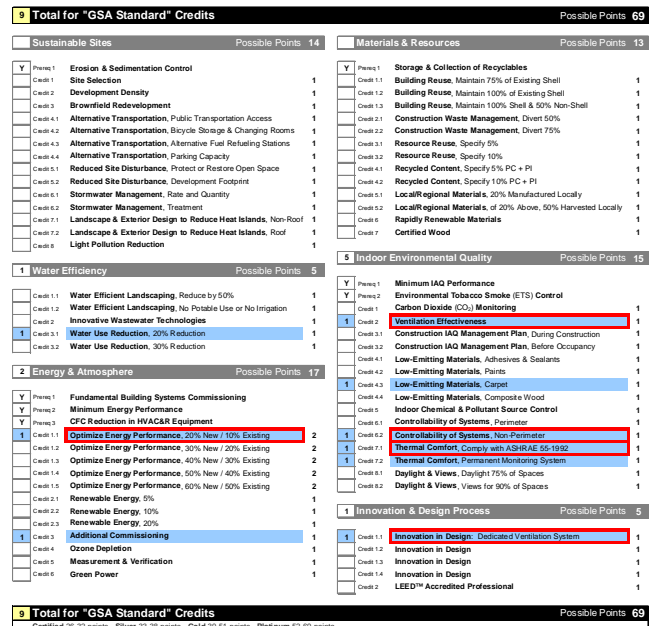 9 Total for "GSA Standard" Credits Possible Points 69
Sustainable Sites Possible Points 14
Y Prereq 1 Erosion & Sedimentation Control
Credit 1 Site Selection 1
Credit 2 Development Density 1
Credit 3 Brownfield Redevelopment 1
Credit 4.1 Alternative Transportation, Public Transportation Access 1
Credit 4.2 Alternative Transportation, Bicycle Storage & Changing Rooms 1
Credit 4.3 Alternative Transportation, Alternative Fuel Refueling Stations 1
Credit 4.4 Alternative Transportation, Parking Capacity 1
Credit 5.1 Reduced Site Disturbance, Protect or Restore Open Space 1
Credit 5.2 Reduced Site Disturbance, Development Footprint 1
Credit 6.1 Stormwater Management, Rate and Quantity 1
Credit 6.2 Stormwater Management, Treatment 1
Credit 7.1 Landscape & Exterior Design to Reduce Heat Islands, Non-Roof 1
Credit 7.2 Landscape & Exterior Design to Reduce Heat Islands, Roof 1
Credit 8 Light Pollution Reduction 1
1 Water Efficiency Possible Points 5
Credit 1.1 Water Efficient Landscaping, Reduce by 50% 1
Credit 1.2 Water Efficient Landscaping, No Potable Use or No Irrigation 1
Credit 2 Innovative Wastewater Technologies 1
1 Credit 3.1 Water Use Reduction, 20% Reduction 1
Credit 3.2 Water Use Reduction, 30% Reduction 1
2 Energy & Atmosphere Possible Points 17
Y Prereq 1 Fundamental Building Systems Commissioning
Y Prereq 2 Minimum Energy Performance
Y Prereq 3 CFC Reduction in HVAC&R Equipment
1 Credit 1.1 Optimize Energy Performance, 20% New / 10% Existing 2
Credit 1.2 Optimize Energy Performance, 30% New / 20% Existing 2
Credit 1.3 Optimize Energy Performance, 40% New / 30% Existing 2
Credit 1.4 Optimize Energy Performance, 50% New / 40% Existing 2
Credit 1.5 Optimize Energy Performance, 60% New / 50% Existing 2
Credit 2.1 Renewable Energy, 5% 1
Credit 2.2 Renewable Energy, 10% 1
Credit 2.3 Renewable Energy, 20% 1
1 Credit 3 Additional Commissioning 1
Credit 4 Ozone Depletion 1
Credit 5 Measurement & Verification 1
Credit 6 Green Power 1
Materials & Resources Possible Points 13
Y Prereq 1 Storage & Collection of Recyclables
Credit 1.1 Building Reuse, Maintain 75% of Existing Shell 1
Credit 1.2 Building Reuse, Maintain 100% of Existing Shell 1
Credit 1.3 Building Reuse, Maintain 100% Shell & 50% Non-Shell 1
Credit 2.1 Construction Waste Management, Divert 50% 1
Credit 2.2 Construction Waste Management, Divert 75% 1
Credit 3.1 Resource Reuse, Specify 5% 1
Credit 3.2 Resource Reuse, Specify 10% 1
Credit 4.1 Recycled Content, Specify 5% PC + PI 1
Credit 4.2 Recycled Content, Specify 10% PC + PI 1
Credit 5.1 Local/Regional Materials, 20% Manufactured Locally 1
Credit 5.2 Local/Regional Materials, of 20% Above, 50% Harvested Locally 1
Credit 6 Rapidly Renewable Materials 1
Credit 7 Certified Wood 1
5 Indoor Environmental Quality Possible Points 15
Y Prereq 1 Minimum IAQ Performance
Y Prereq 2 Environmental Tobacco Smoke (ETS) Control
Credit 1 Carbon Dioxide (CO₂) Monitoring 1
1 Credit 2 Ventilation Effectiveness 1
Credit 3.1 Construction IAQ Management Plan, During Construction 1
Credit 3.2 Construction IAQ Management Plan, Before Occupancy 1
Credit 4.1 Low-Emitting Materials, Adhesives & Sealants 1
Credit 4.2 Low-Emitting Materials, Paints 1
1 Credit 4.3 Low-Emitting Materials, Carpet 1
Credit 4.4 Low-Emitting Materials, Composite Wood 1
Credit 5 Indoor Chemical & Pollutant Source Control 1
Credit 6.1 Controllability of Systems, Perimeter 1
1 Credit 6.2 Controllability of Systems, Non-Perimeter 1
1 Credit 7.1 Thermal Comfort, Comply with ASHRAE 55-1992 1
1 Credit 7.2 Thermal Comfort, Permanent Monitoring System 1
Credit 8.1 Daylight & Views, Daylight 75% of Spaces 1
Credit 8.2 Daylight & Views, Views for 90% of Spaces 1
1 Innovation & Design Process Possible Points 5
1 Credit 1.1 Innovation in Design: Dedicated Ventilation System 1
Credit 1.2 Innovation in Design 1
Credit 1.3 Innovation in Design 1
Credit 1.4 Innovation in Design 1
Credit 2 LEED™ Accredited Professional 1
9 Total for "GSA Standard" Credits Possible Points 69